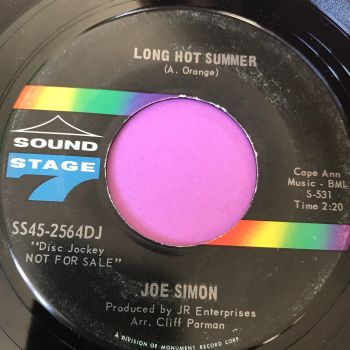 LONG HOT SUMMER
(A. Orange)
SOUND
STAGE
7
Cape Ann
Music - BMI
S-531
Time 2:20
SS45-2564DJ
"Disc Jockey
NOT FOR SALE"
JOE SIMON
Produced by JR Enterprises
Arr. Cliff Parman
A DIVISION OF MONUMENT RECORD CORP.